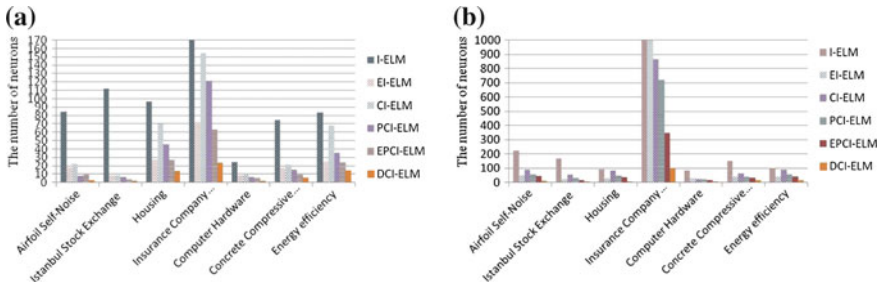 (a)
The number of neurons
170
160
150
140
130
120
110
100
90
80
70
60
50
40
30
20
10
0
Airfoil Self-Noise
Istanbul Stock Exchange
Housing
Insurance Company...
Computer Hardware
Concrete Compressive...
Energy efficiency
I-ELM
EI-ELM
CI-ELM
PCI-ELM
EPCI-ELM
DCI-ELM
(b)
The number of neurons
1000
900
800
700
600
500
400
300
200
100
0
Airfoil Self-Noise
Istanbul Stock Exchange
Housing
Insurance Company...
Computer Hardware
Concrete Compressive...
Energy efficiency
I-ELM
EI-ELM
CI-ELM
PCI-ELM
EPCI-ELM
DCI-ELM